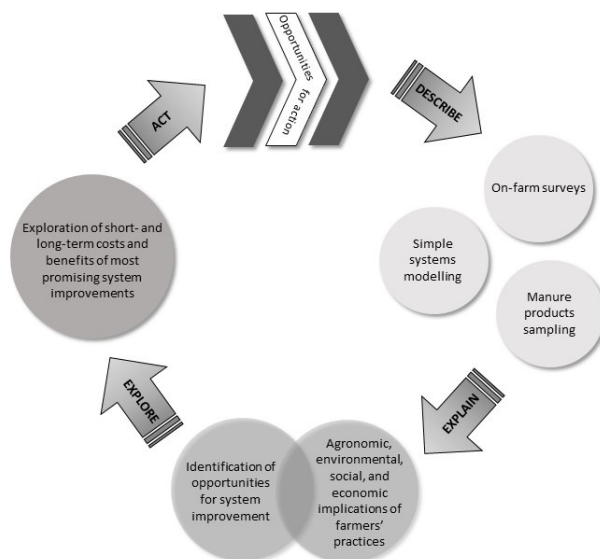 Opportunities
for action
DESCRIBE
On-farm surveys
Simple
systems
modelling
Manure
products
sampling
EXPLAIN
Agronomic,
environmental,
social, and
economic
implications of
farmers'
practices
Identification of
opportunities
for system
improvement
EXPLORE
Exploration of short- and
long-term costs and
benefits of most
promising system
improvements
ACT